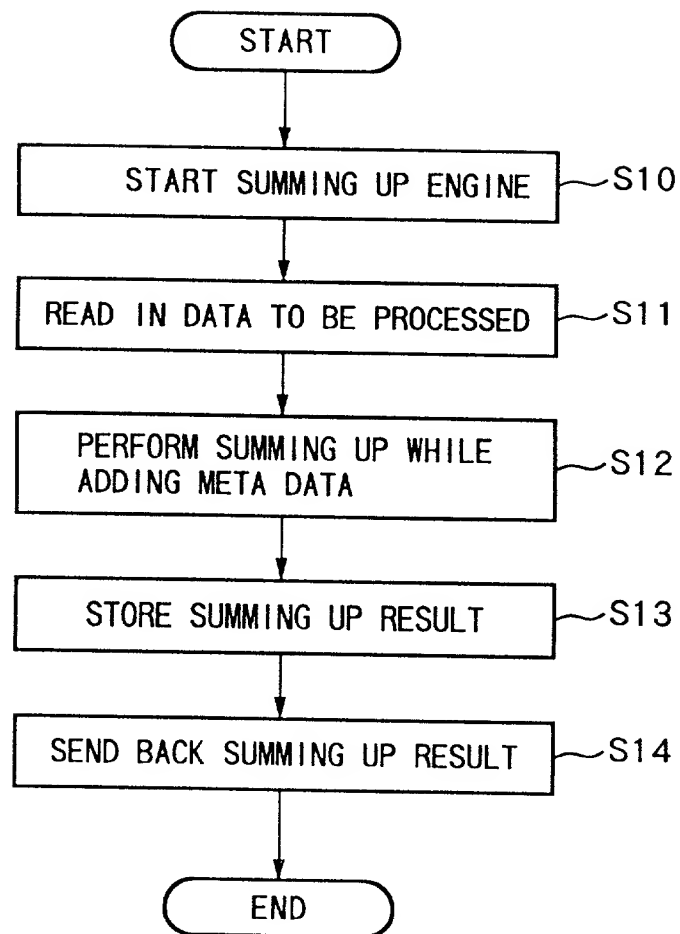 START
START SUMMING UP ENGINE
S10
READ IN DATA TO BE PROCESSED
S11
PERFORM SUMMING UP WHILE
ADDING META DATA
S12
STORE SUMMING UP RESULT
S13
SEND BACK SUMMING UP RESULT
S14
END